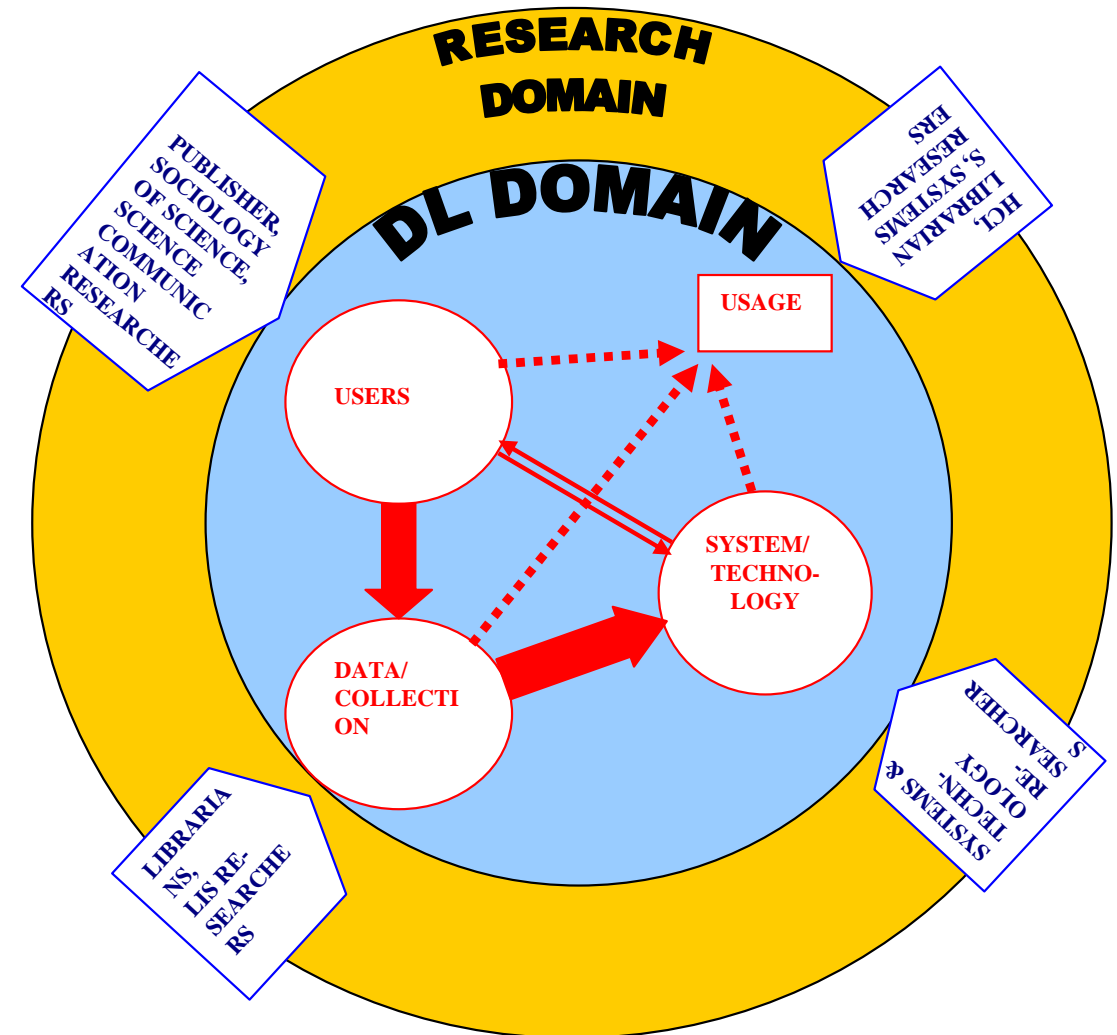 RESEARCH
DOMAIN
DL DOMAIN
PUBLISHER,
SOCIOLOGY
OF SCIENCE,
SCIENCE
COMMUNIC
ATION
RESEARCHE
RS
HCI,
LIBRARIAN
S, SYSTEMS
RESEARCH
ERS
USAGE
USERS
SYSTEM/
TECHNO-
LOGY
DATA/
COLLECTI
ON
LIBRARIA
NS,
LIS RE-
SEARCHE
RS
SYSTEMS &
TECHN-
OLOGY
RE-
SEARCHER
S